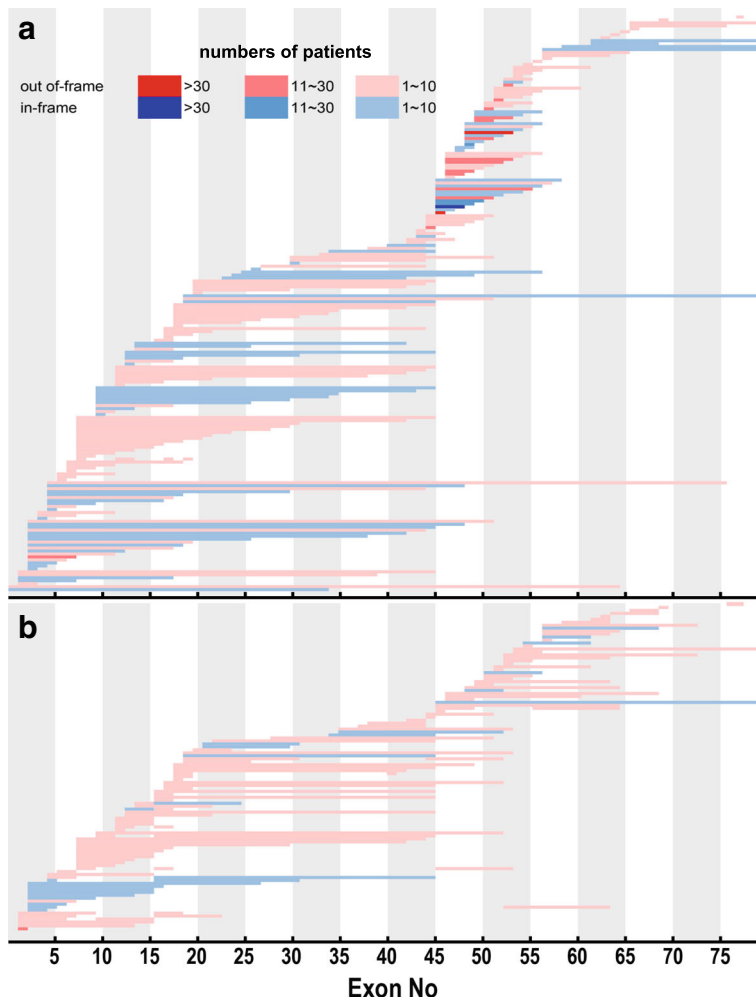 a
numbers of patients
out of-frame >30 11~30 1~10
in-frame >30 11~30 1~10
b
5 10 15 20 25 30 35 40 45 50 55 60 65 70 75
Exon No